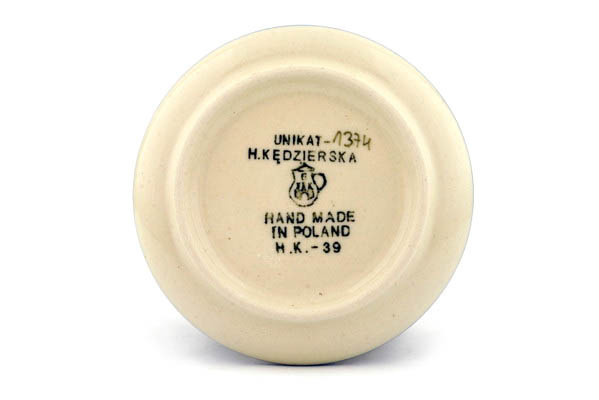 UNIKAT-1374
H.KĘDZIERSKA
HAND MADE
IN POLAND
H.K.-39